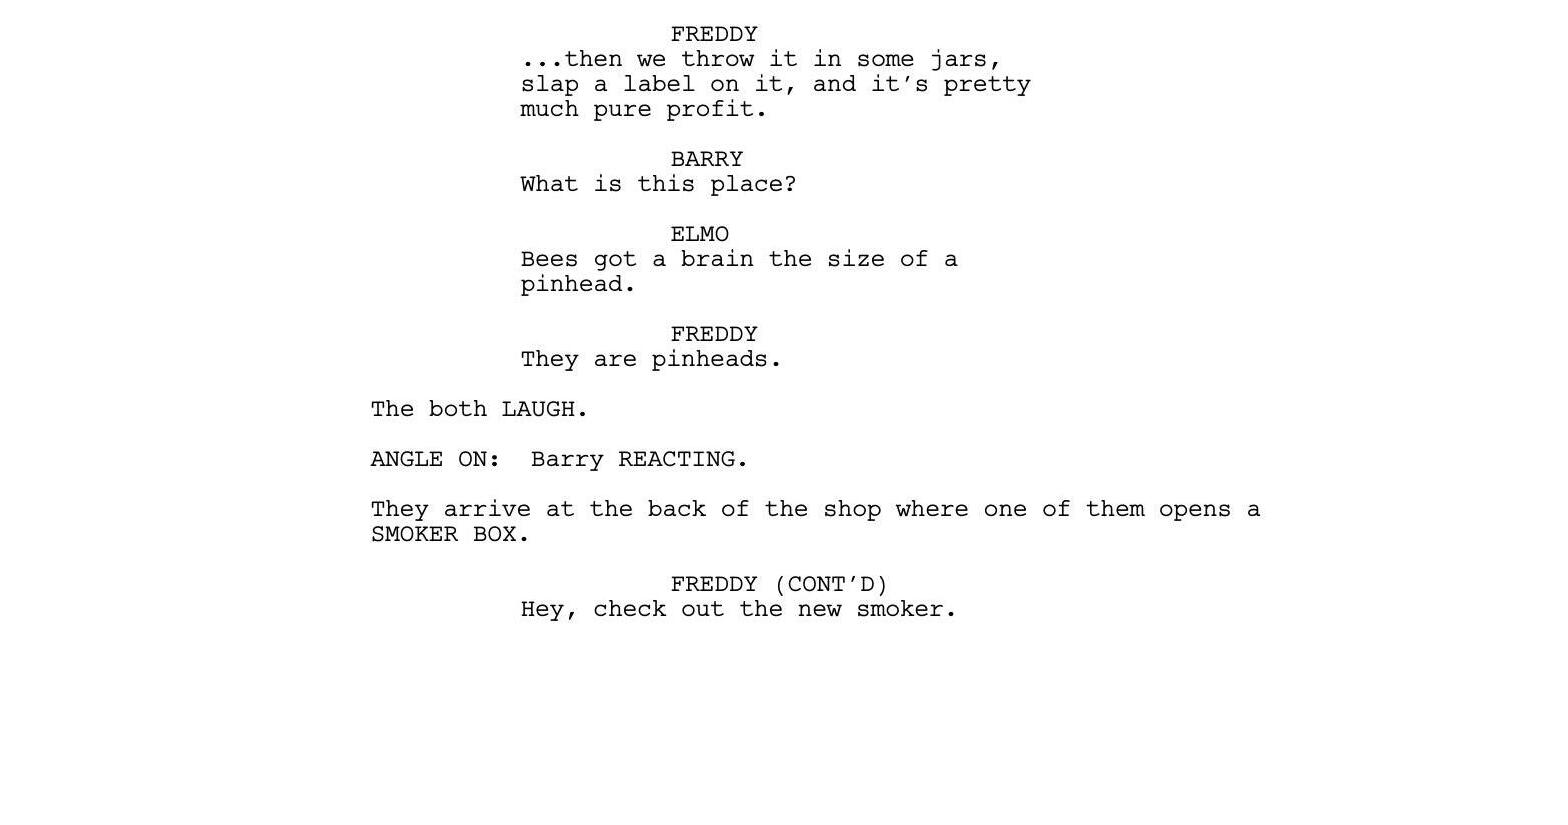 FREDDY
...then we throw it in some jars,
slap a label on it, and it’s pretty
much pure profit.
BARRY
What is this place?
ELMO
Bees got a brain the size of a
pinhead.
FREDDY
They are pinheads.
The both LAUGH.
ANGLE ON:  Barry REACTING.
They arrive at the back of the shop where one of them opens a
SMOKER BOX.
FREDDY (CONT’D)
Hey, check out the new smoker.